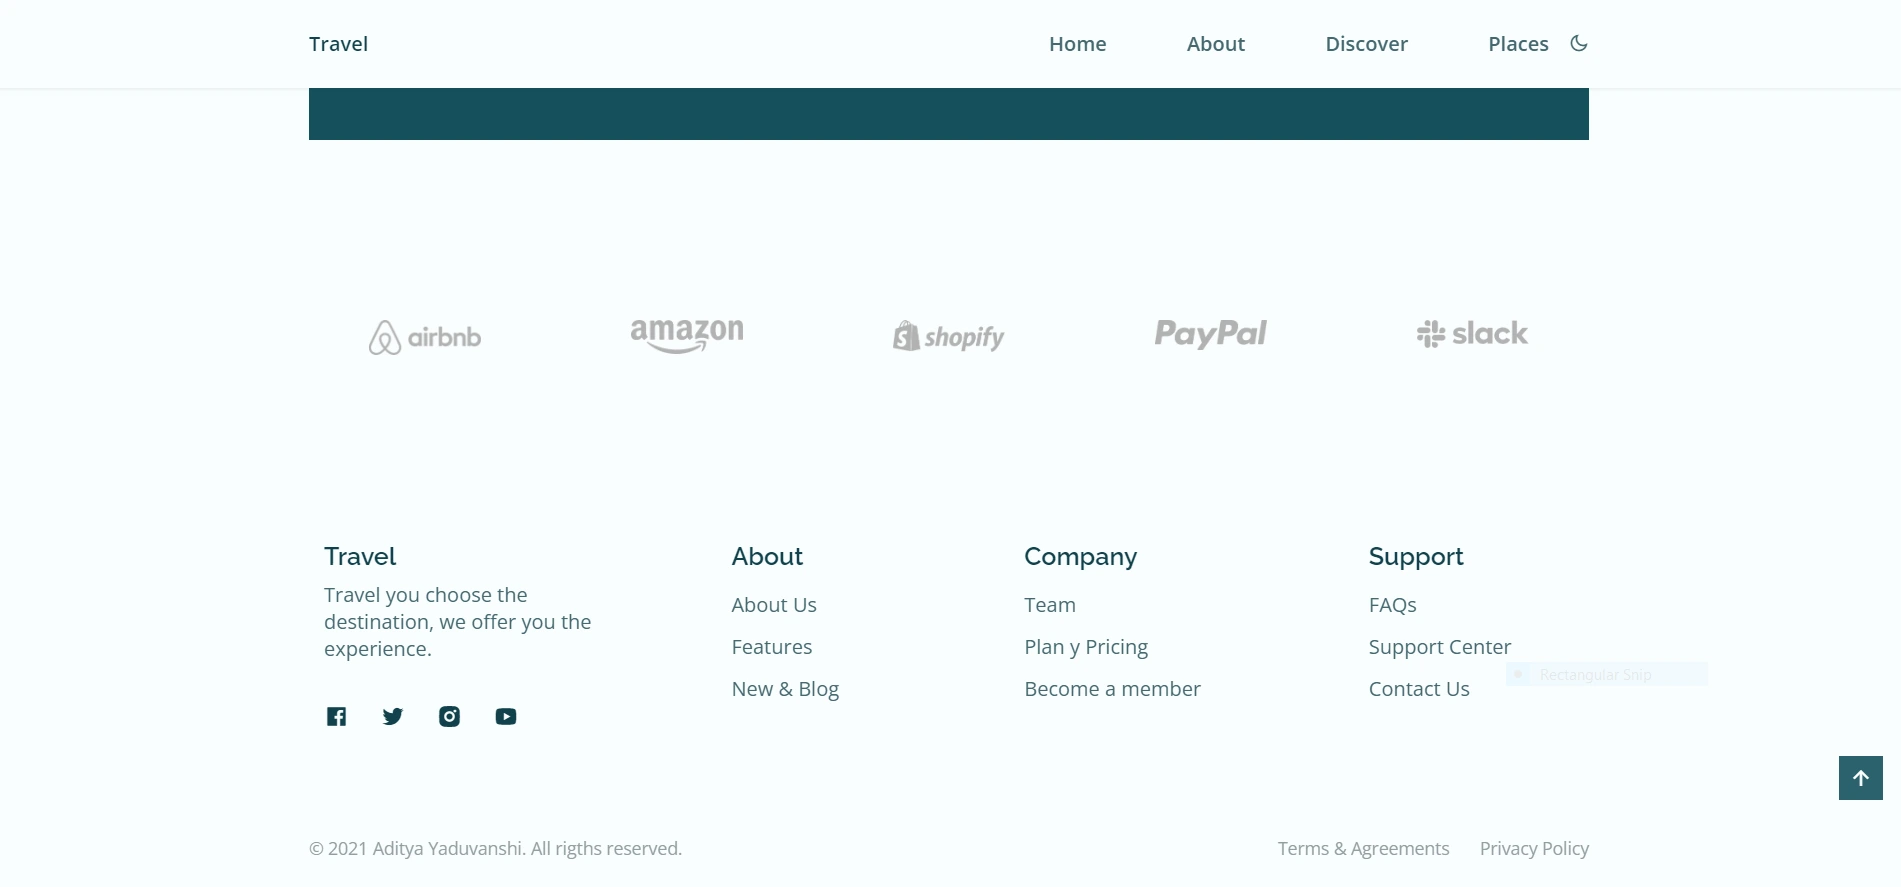 Travel
Home
About
Discover
Places
airbnb
amazon
shopify
PayPal
slack
Travel
Travel you choose the
destination, we offer you the
experience.
About
About Us
Features
New & Blog
Company
Team
Plan y Pricing
Become a member
Support
FAQs
Support Center
Contact Us
Rectangular Snip
© 2021 Aditya Yaduvanshi. All rigths reserved.
Terms & Agreements
Privacy Policy